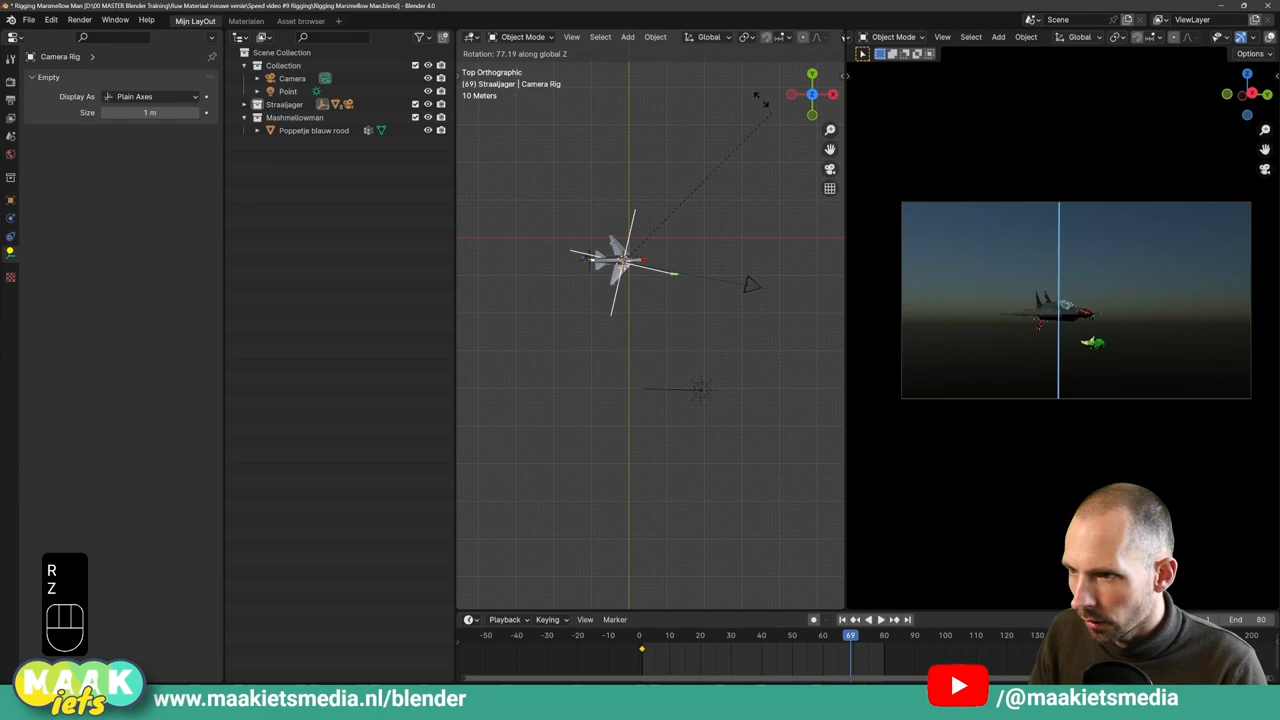 * Rigging Marsmellow Man [D:\00 MASTER Blender Training\Ruw Materiaal nieuwe versie\Speed video #9 Rigging\Rigging Marsmellow Man.blend] - Blender 4.0
File Edit Render Window Help Mijn LayOut Materialen Asset browser + Scene ViewLayer
Camera Rig
Empty
Display As Plain Axes
Size 1 m
Scene Collection
Collection
Camera
Point
Straaljager
Mashmellowman
Poppetje blauw rood
Object Mode View Select Add Object Global
Rotation: 77.19 along global Z
Top Orthographic
(69) Straaljager | Camera Rig
10 Meters
Y
X
Z
Object Mode View Select Add Object Global
Options
Z
X
Y
Playback Keying View Marker 69 End 80
-50 -40 -30 -20 -10 0 10 20 30 40 50 60 69 80 90 100 110 120 130 200
R
Z
MAAK
iets
www.maakietsmedia.nl/blender
/@maakietsmedia